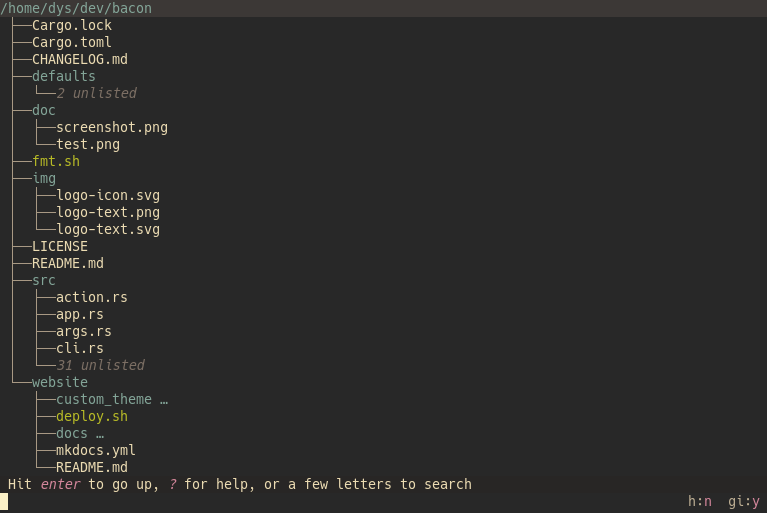 /home/dys/dev/bacon
├──Cargo.lock
├──Cargo.toml
├──CHANGELOG.md
├──defaults
│  └──2 unlisted
├──doc
│  ├──screenshot.png
│  └──test.png
├──fmt.sh
├──img
│  ├──logo-icon.svg
│  ├──logo-text.png
│  └──logo-text.svg
├──LICENSE
├──README.md
├──src
│  ├──action.rs
│  ├──app.rs
│  ├──args.rs
│  ├──cli.rs
│  └──31 unlisted
└──website
   ├──custom_theme …
   ├──deploy.sh
   ├──docs …
   ├──mkdocs.yml
   └──README.md
Hit enter to go up, ? for help, or a few letters to search
h:n  gi:y